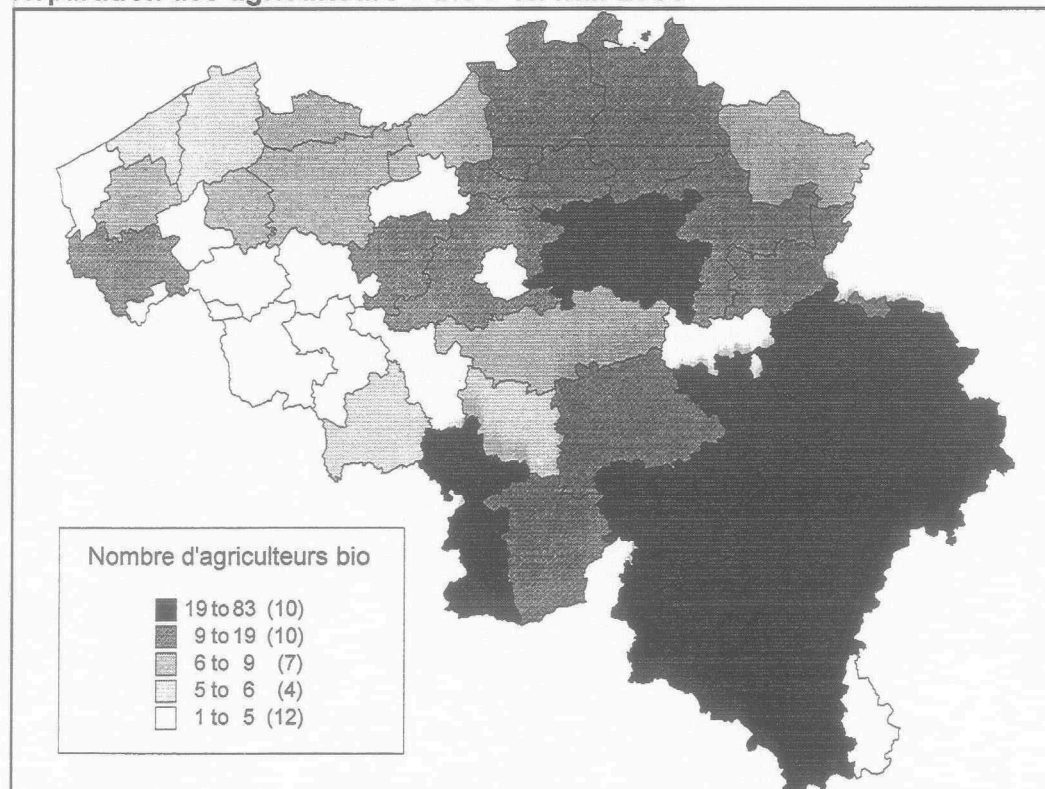 Nombre d'agriculteurs bio
19 to 83 (10)
9 to 19 (10)
6 to 9 (7)
5 to 6 (4)
1 to 5 (12)